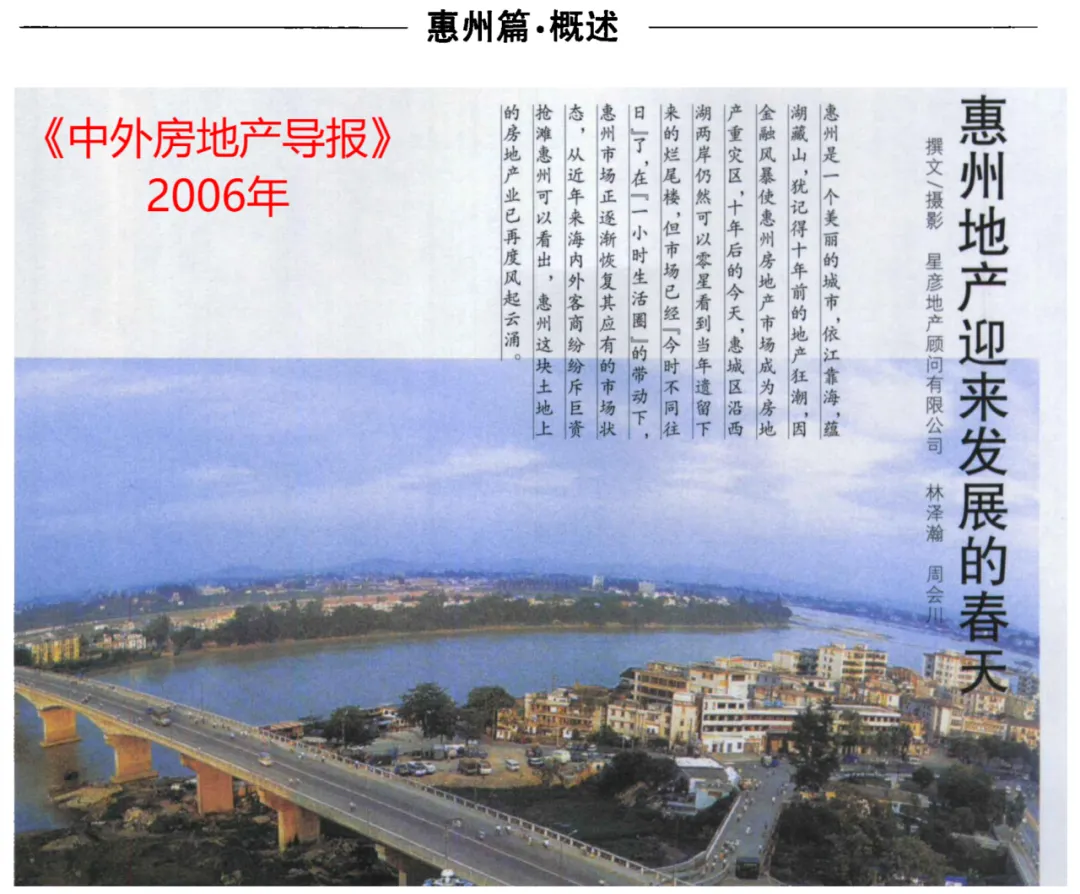 惠州篇·概述
《中外房地产导报》
2006年
惠州地产迎来发展的春天
撰文/摄影 星彦地产顾问有限公司 林泽瀚 周会川
惠州是一个美丽的城市,依江靠海,蕴
湖藏山,犹记得十年前的地产狂潮,因
金融风暴使惠州房地产市场成为房地
产重灾区,十年后的今天,惠城区沿西
湖两岸仍然可以零星看到当年遗留下
来的烂尾楼,但市场已经『今时不同往
日』了,在『一小时生活圈』的带动下,
惠州市场正逐渐恢复其应有的市场状
态,从近年来海内外客商纷纷斥巨资
抢滩惠州可以看出,惠州这块土地上
的房地产业已再度风起云涌。